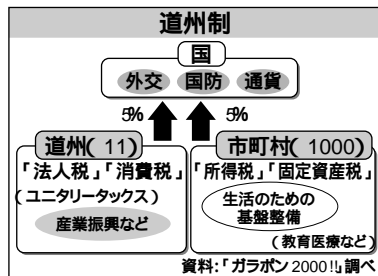 道州制
国
外交 国防 通貨
5% 5%
道州(11)
「法人税」「消費税」
(ユニタリータックス)
産業振興など
市町村(1000)
「所得税」「固定資産税」
生活のための
基盤整備
(教育医療など)
資料:「ガラポン2000!!」調べ